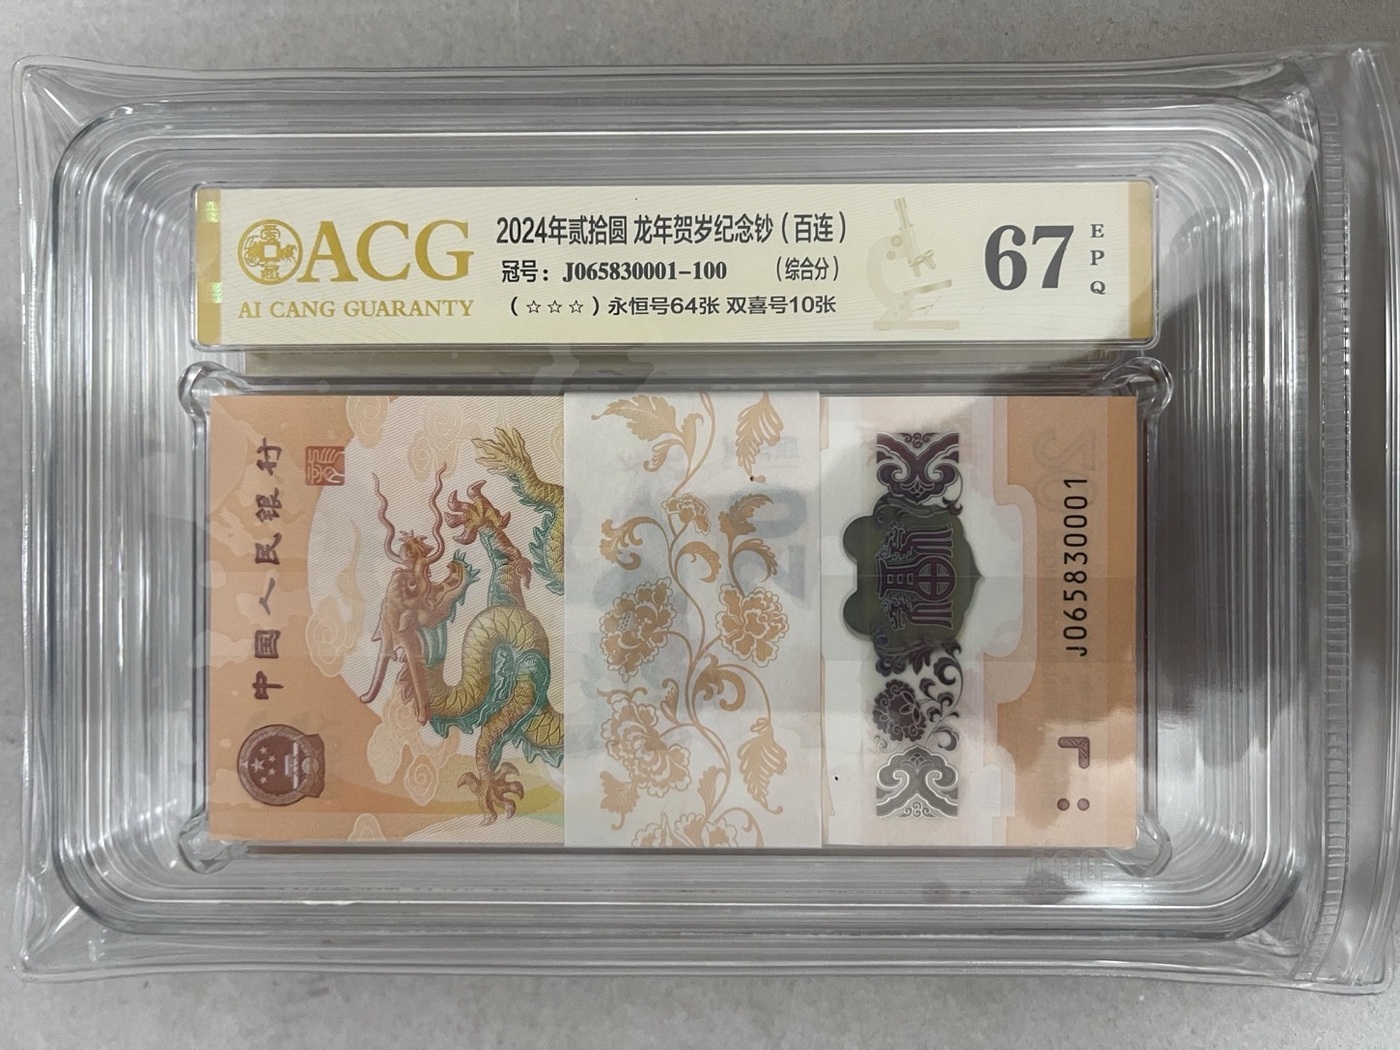 ACG
AI CANG GUARANTY
2024年贰拾圆 龙年贺岁纪念钞(百连)
冠号：J065830001-100 (综合分)
(☆☆☆)永恒号64张 双喜号10张
67
EPQ
中国人民银行
J065830001